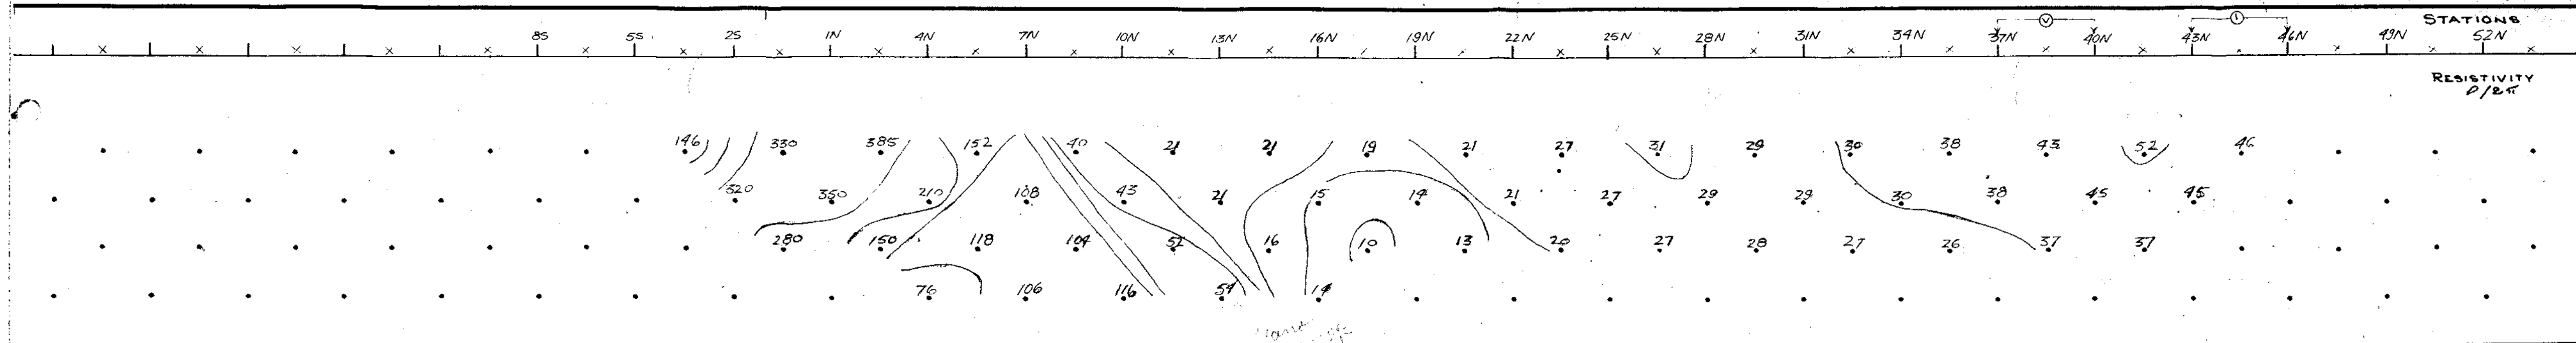 V I STATIONS
8S 5S 2S 1N 4N 7N 10N 13N 16N 19N 22N 25N 28N 31N 34N 37N 40N 43N 46N 49N 52N
RESISTIVITY
ρ/2π
146 330 385 152 40 21 21 19 21 27 31 29 30 38 43 52 46
320 350 210 108 43 21 15 14 21 27 29 29 30 38 45 45
280 150 118 104 52 16 10 13 20 27 28 27 26 37 37
76 106 116 54 14